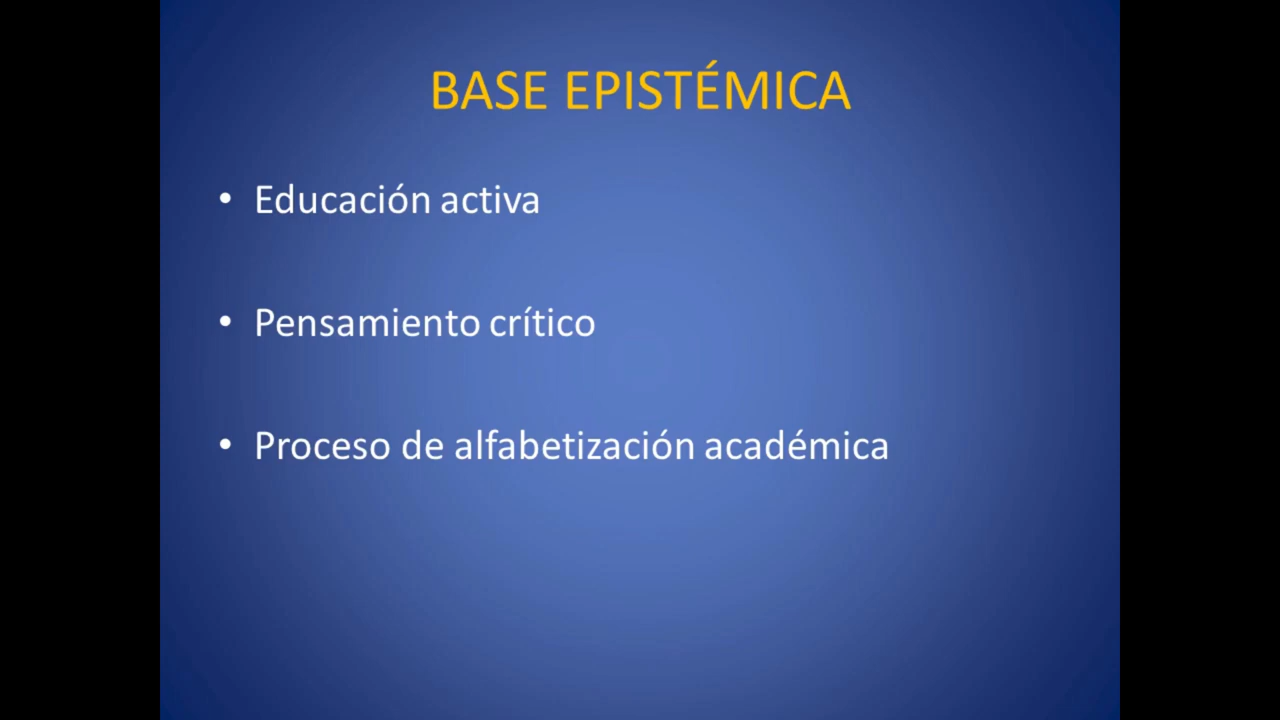 BASE EPISTÉMICA
• Educación activa
• Pensamiento crítico
• Proceso de alfabetización académica